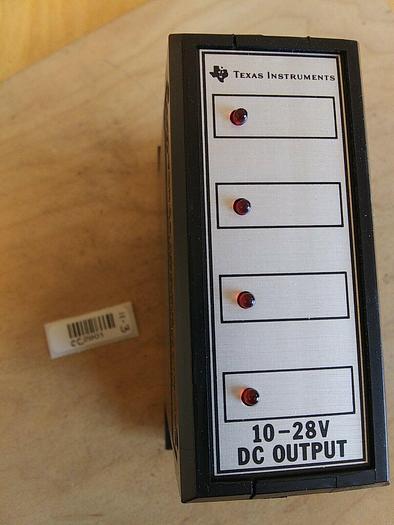 TEXAS INSTRUMENTS
10-28V
DC OUTPUT